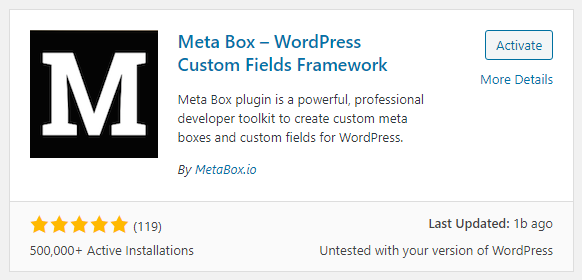 M
Meta Box – WordPress
Custom Fields Framework
Activate
More Details
Meta Box plugin is a powerful, professional
developer toolkit to create custom meta
boxes and custom fields for WordPress.
By MetaBox.io
(119)
Last Updated: 1b ago
500,000+ Active Installations
Untested with your version of WordPress